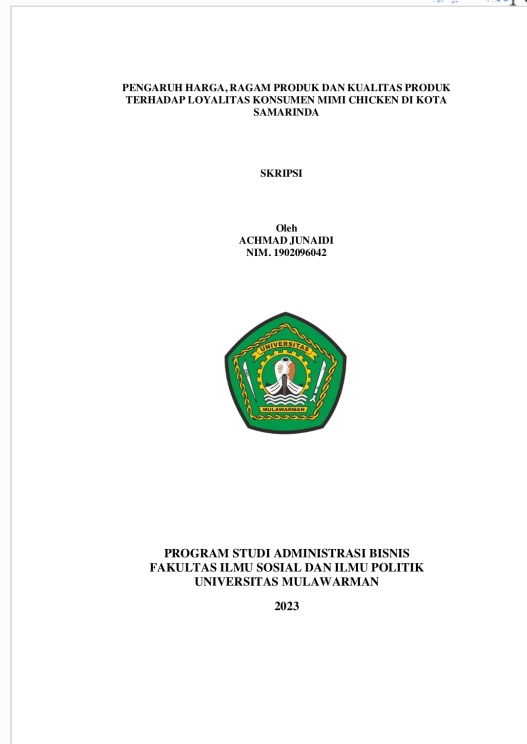 PENGARUH HARGA, RAGAM PRODUK DAN KUALITAS PRODUK
TERHADAP LOYALITAS KONSUMEN MIMI CHICKEN DI KOTA
SAMARINDA
SKRIPSI
Oleh
ACHMAD JUNAIDI
NIM. 1902096042
UNIVERSITAS
MULAWARMAN
PROGRAM STUDI ADMINISTRASI BISNIS
FAKULTAS ILMU SOSIAL DAN ILMU POLITIK
UNIVERSITAS MULAWARMAN
2023